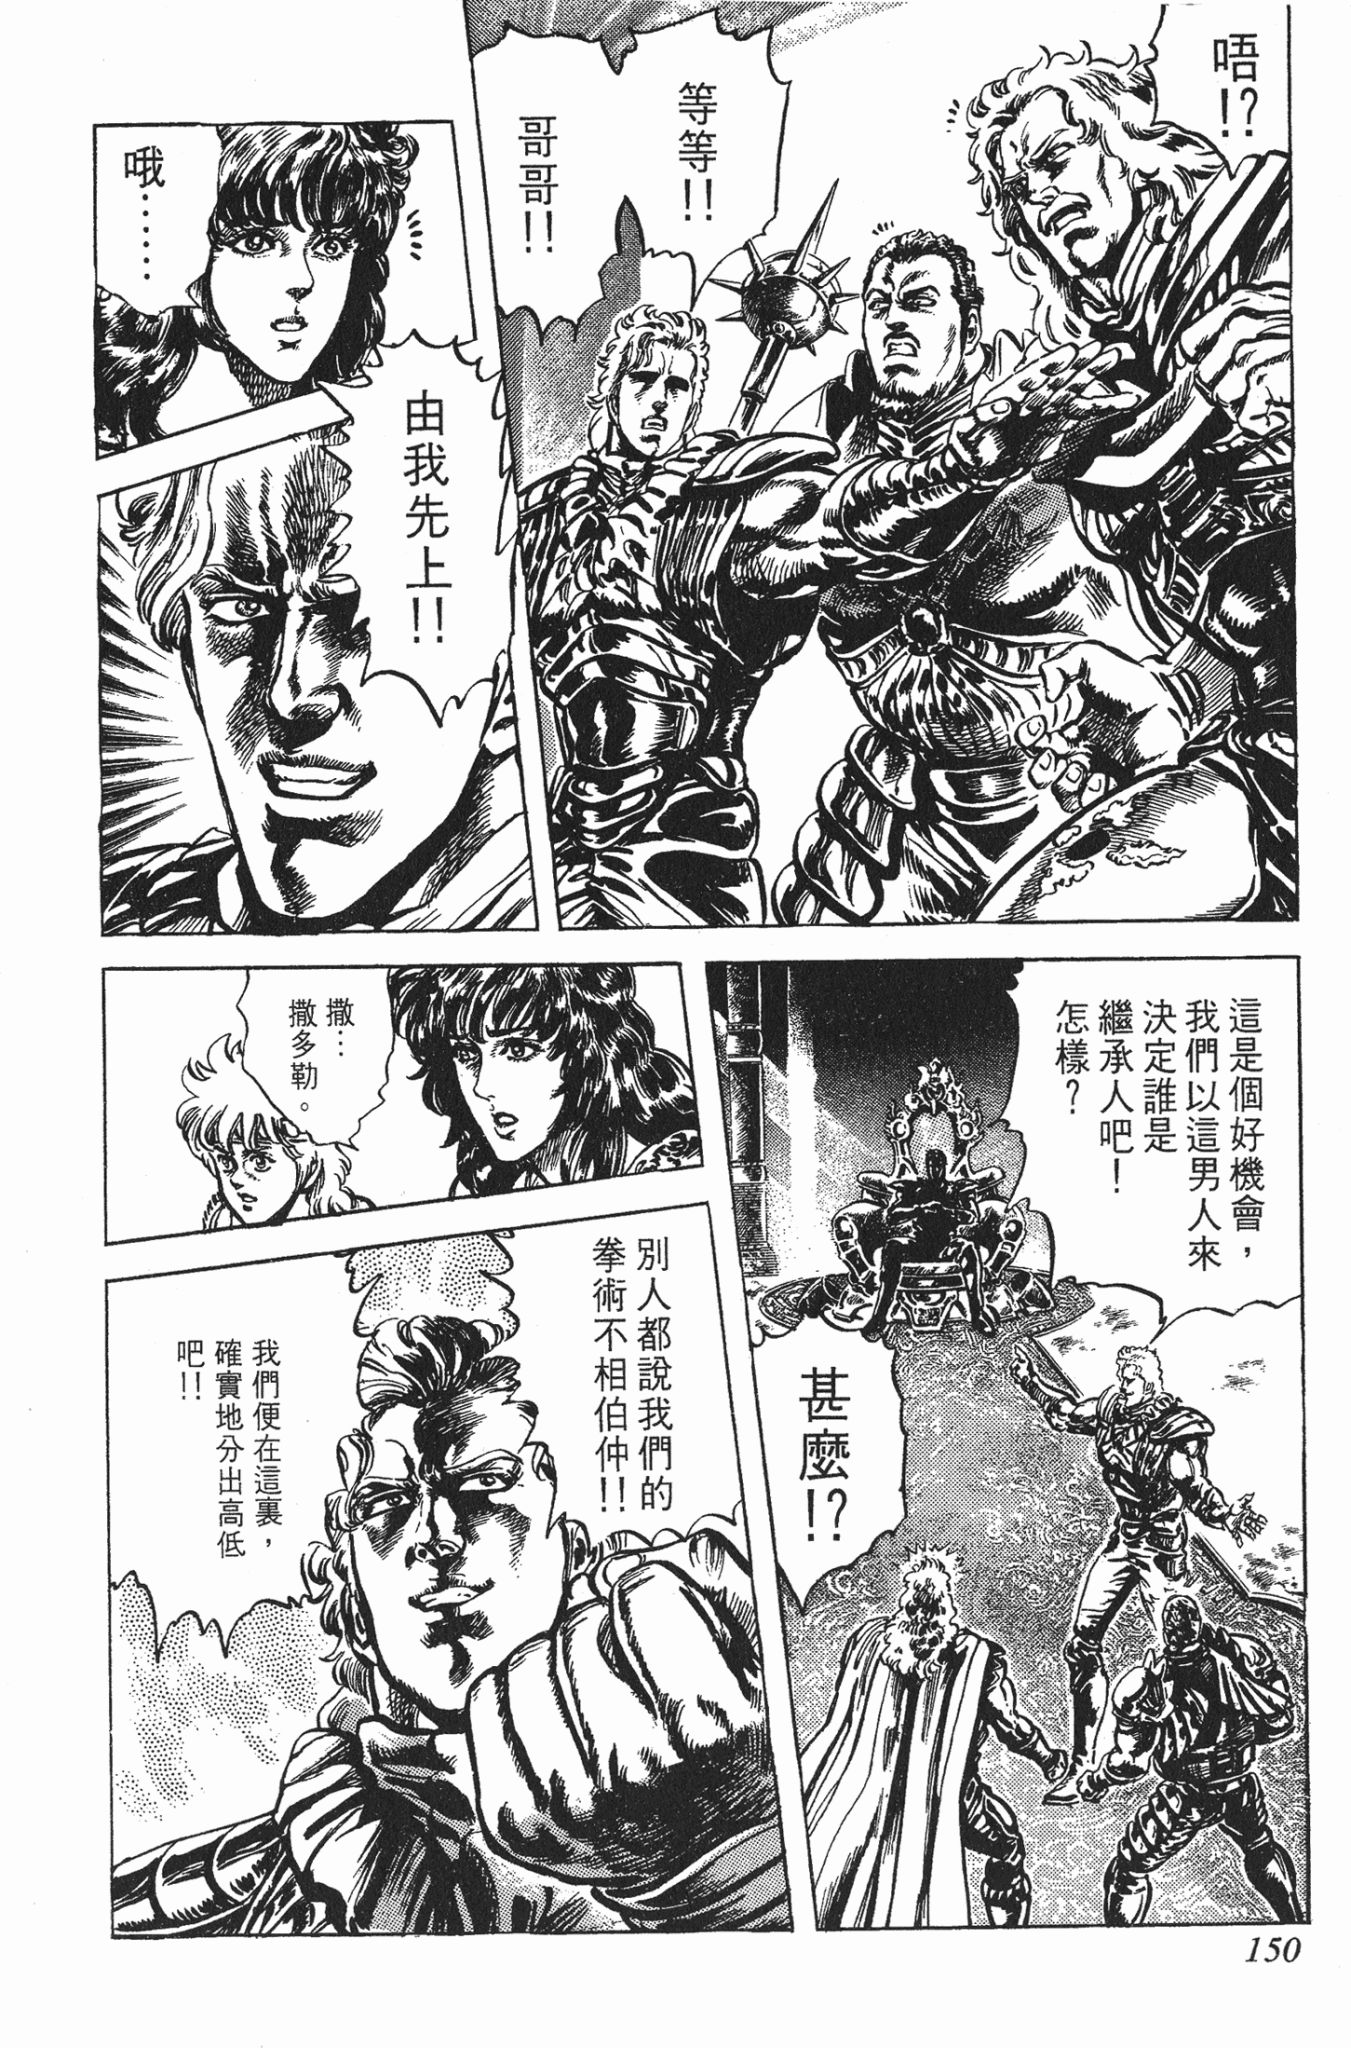 唔!?
等等!!
哥哥!!
哦……
由我先上!!
這是個好機會，
我們以這男人來
決定誰是
繼承人吧！
怎樣？
甚麼!?
撒…
撒多勒。
別人都說我們的
拳術不相伯仲!!
我們便在這裏，
確實地分出高低
吧!!
150